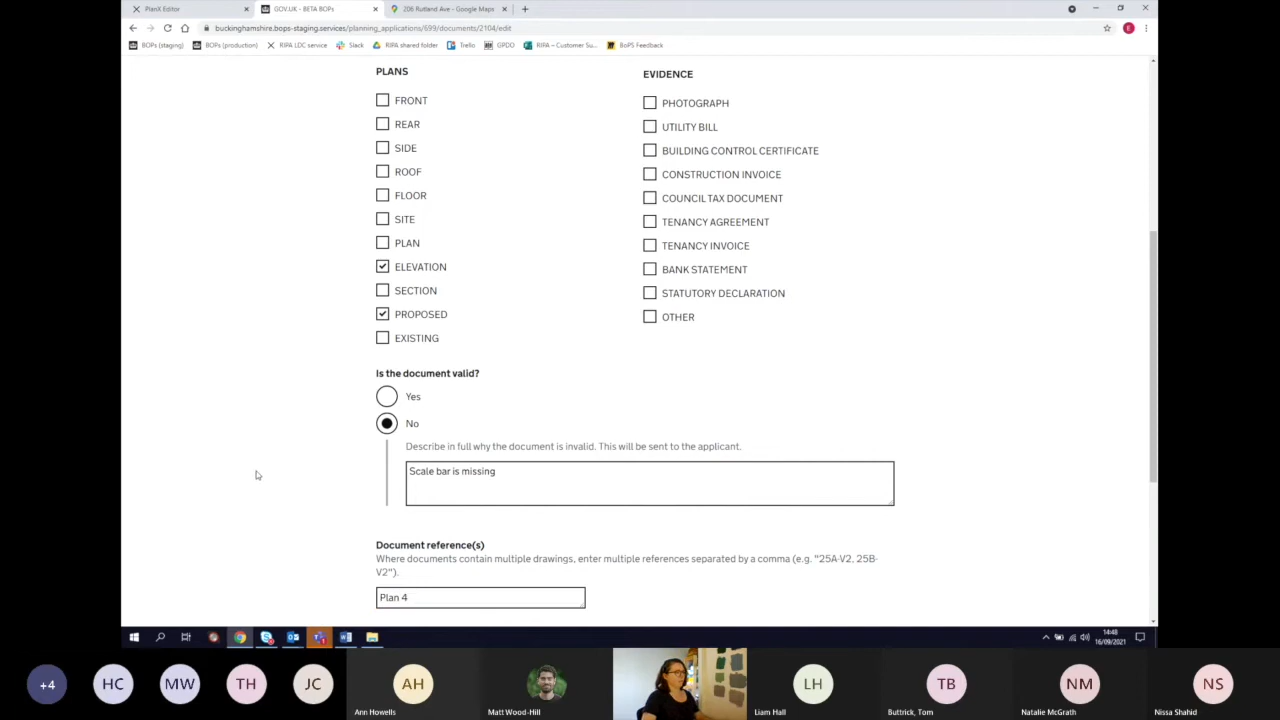 PlanX Editor
GOV.UK - BETA BOPs
206 Rutland Ave - Google Maps
buckinghamshire.bops-staging.services/planning_applications/699/documents/2104/edit
BOPs (staging)
BOPs (production)
RIPA LDC service
Slack
RIPA shared folder
Trello
GPDO
RIPA – Customer Su...
BoPS Feedback
PLANS
FRONT
REAR
SIDE
ROOF
FLOOR
SITE
PLAN
ELEVATION
SECTION
PROPOSED
EXISTING
EVIDENCE
PHOTOGRAPH
UTILITY BILL
BUILDING CONTROL CERTIFICATE
CONSTRUCTION INVOICE
COUNCIL TAX DOCUMENT
TENANCY AGREEMENT
TENANCY INVOICE
BANK STATEMENT
STATUTORY DECLARATION
OTHER
Is the document valid?
Yes
No
Describe in full why the document is invalid. This will be sent to the applicant.
Scale bar is missing
Document reference(s)
Where documents contain multiple drawings, enter multiple references separated by a comma (e.g. "25A-V2, 25B-
V2").
Plan 4
14:48
16/09/2021
+4
HC
MW
TH
JC
AH
LH
TB
NM
NS
Ann Howells
Matt Wood-Hill
Liam Hall
Buttrick, Tom
Natalie McGrath
Nissa Shahid